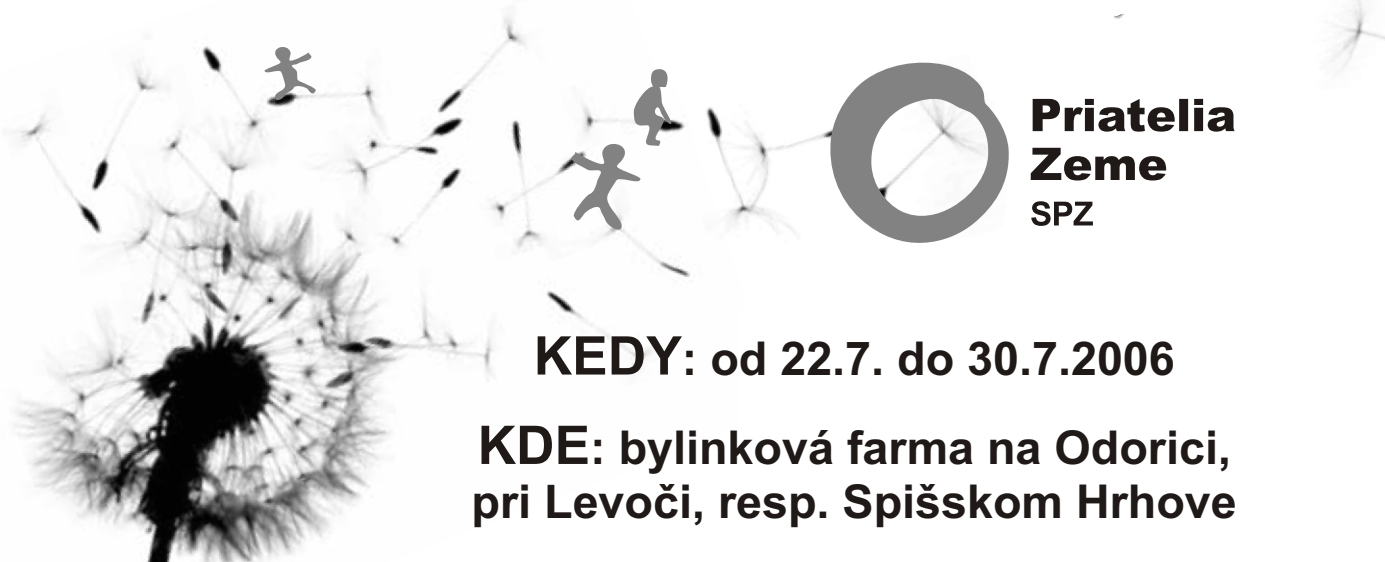 Priatelia
Zeme
SPZ
KEDY: od 22.7. do 30.7.2006
KDE: bylinková farma na Odorici,
pri Levoči, resp. Spišskom Hrhove